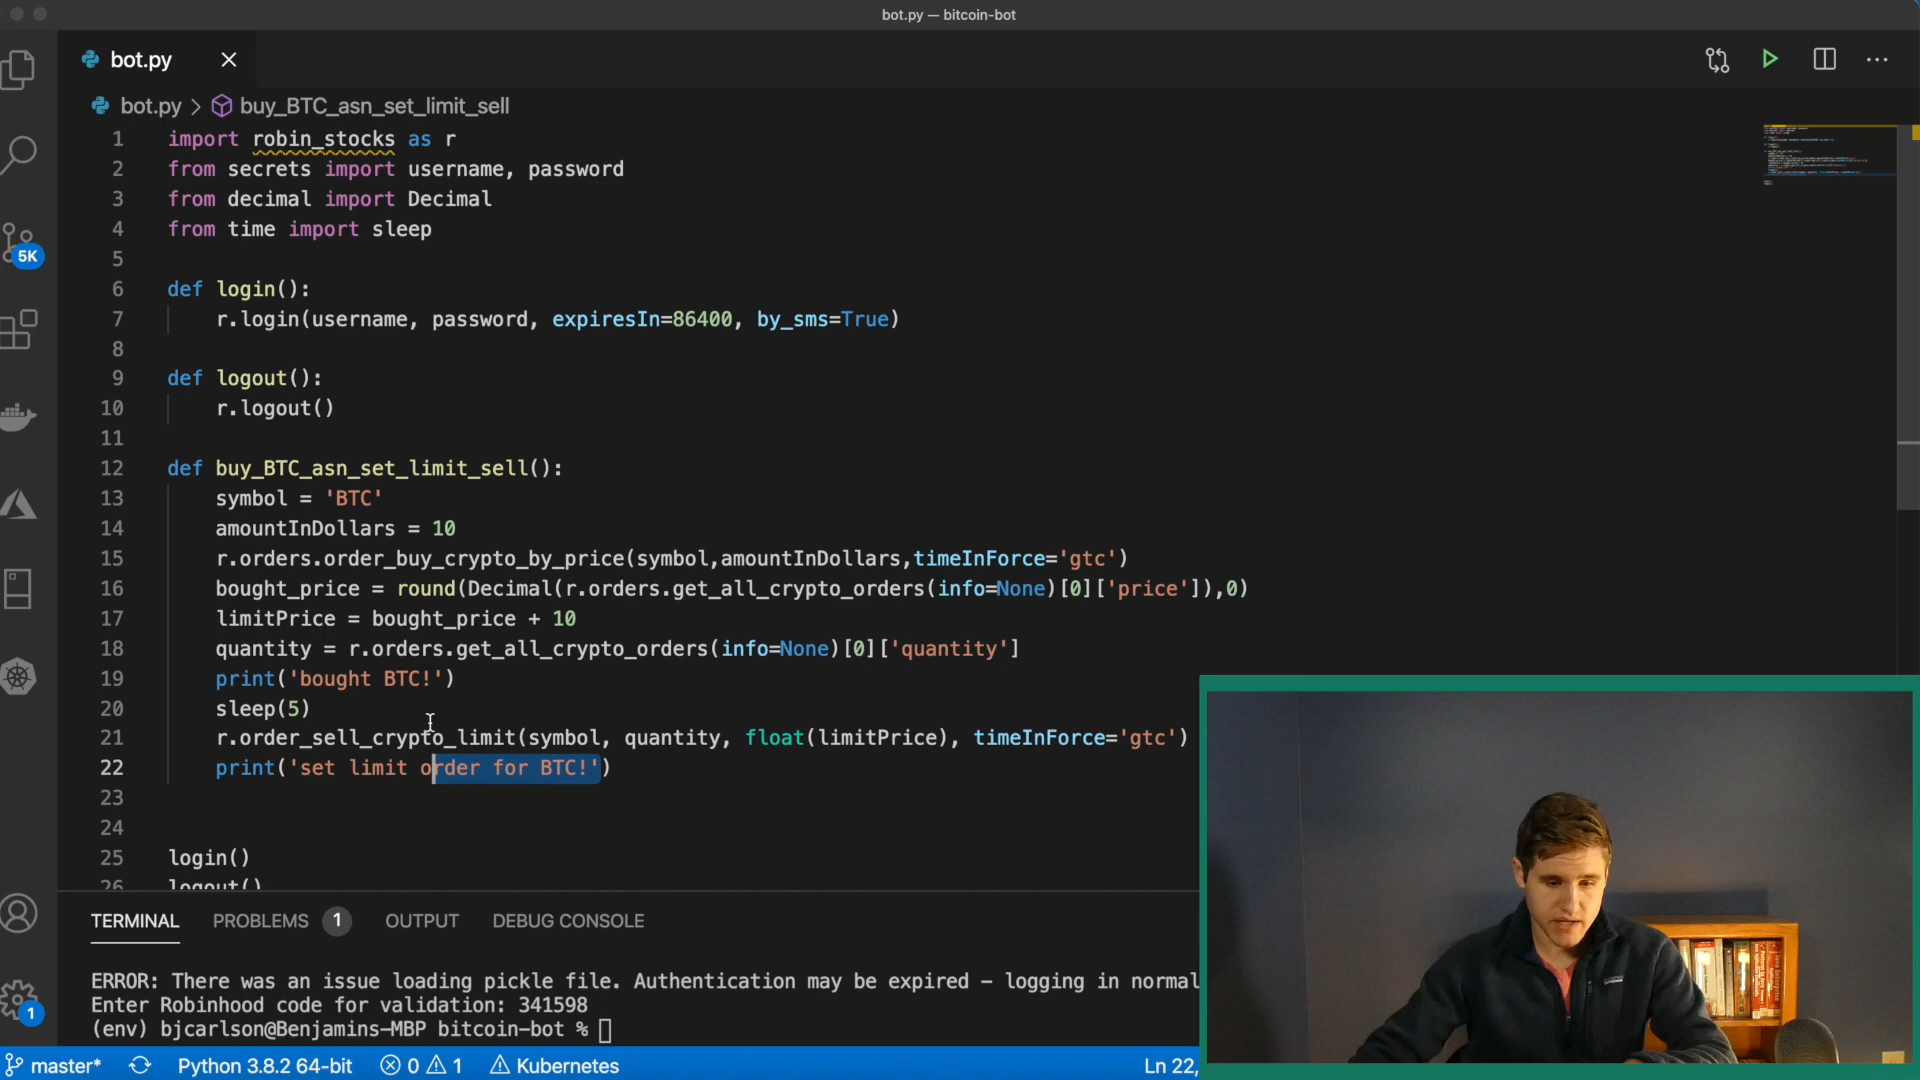 bot.py — bitcoin-bot
bot.py
bot.py > buy_BTC_asn_set_limit_sell
1 import robin_stocks as r
2 from secrets import username, password
3 from decimal import Decimal
4 from time import sleep
5
6 def login():
7 r.login(username, password, expiresIn=86400, by_sms=True)
8
9 def logout():
10 r.logout()
11
12 def buy_BTC_asn_set_limit_sell():
13 symbol = 'BTC'
14 amountInDollars = 10
15 r.orders.order_buy_crypto_by_price(symbol,amountInDollars,timeInForce='gtc')
16 bought_price = round(Decimal(r.orders.get_all_crypto_orders(info=None)[0]['price']),0)
17 limitPrice = bought_price + 10
18 quantity = r.orders.get_all_crypto_orders(info=None)[0]['quantity']
19 print('bought BTC!')
20 sleep(5)
21 r.order_sell_crypto_limit(symbol, quantity, float(limitPrice), timeInForce='gtc')
22 print('set limit order for BTC!')
23
24
25 login()
26 logout()
5K
1
TERMINAL PROBLEMS 1 OUTPUT DEBUG CONSOLE
ERROR: There was an issue loading pickle file. Authentication may be expired – logging in normal
Enter Robinhood code for validation: 341598
(env) bjcarlson@Benjamins-MBP bitcoin-bot %
master* Python 3.8.2 64-bit 0 1 Kubernetes Ln 22,